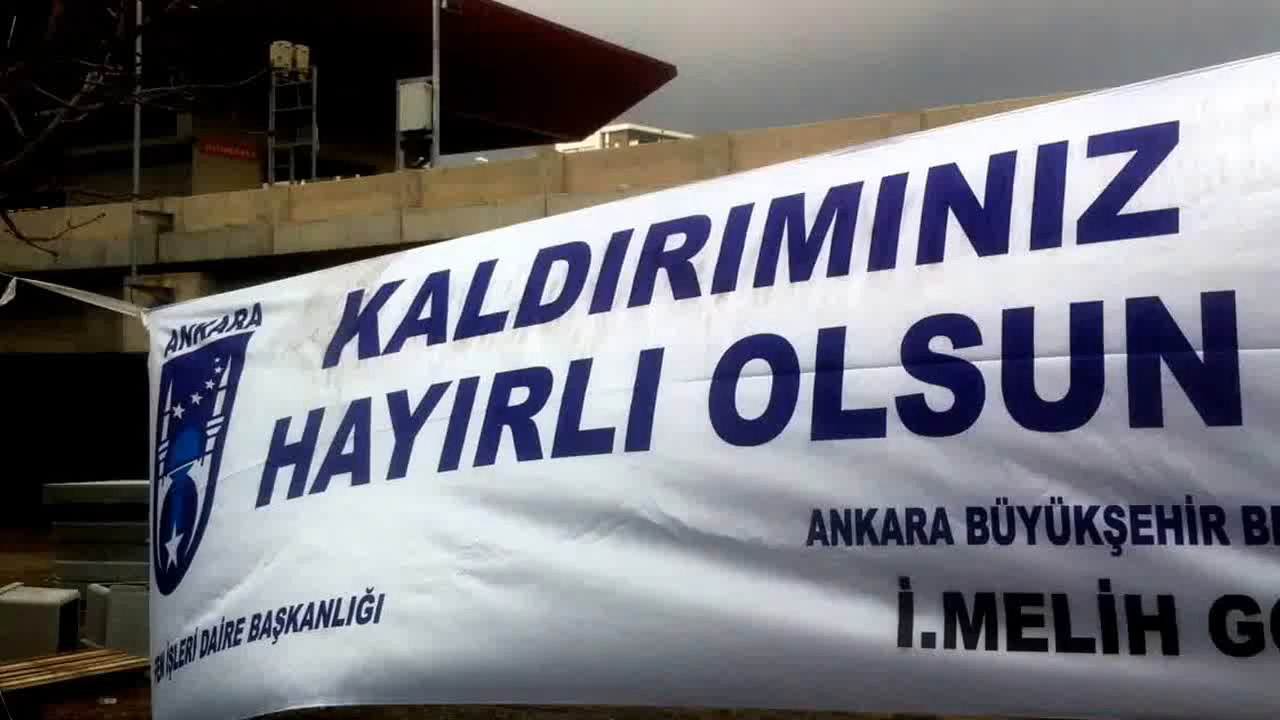 KALDIRIMINIZ
HAYIRLI OLSUN
ANKARA
ANKARA BÜYÜKŞEHİR
İ.MELİH
FEN İŞLERİ DAİRE BAŞKANLIĞI